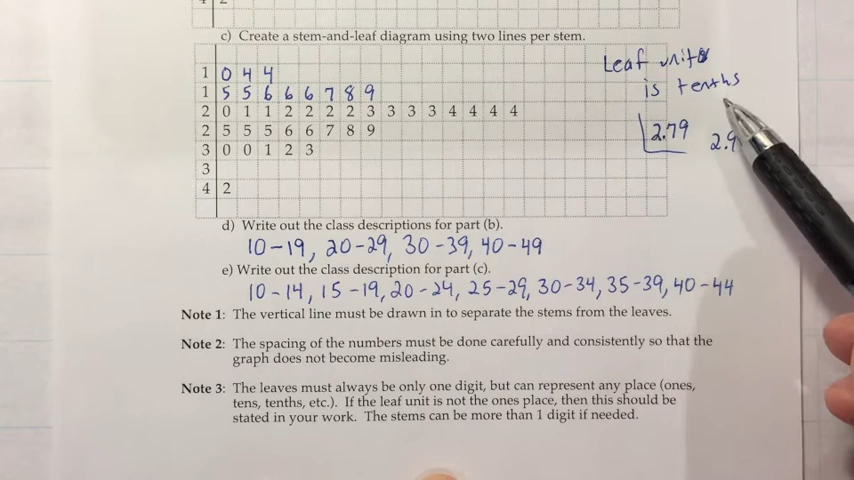 4 2
c) Create a stem-and-leaf diagram using two lines per stem.
1 0 4 4
1 5 5 6 6 6 7 8 9
2 0 1 1 2 2 2 2 3 3 3 3 4 4 4 4
2 5 5 5 6 6 7 8 9
3 0 0 1 2 3
3
4 2
Leaf unit
is tenths
2.79 2.9
d) Write out the class descriptions for part (b).
10-19, 20-29, 30-39, 40-49
e) Write out the class description for part (c).
10-14, 15-19, 20-24, 25-29, 30-34, 35-39, 40-44
Note 1: The vertical line must be drawn in to separate the stems from the leaves.
Note 2: The spacing of the numbers must be done carefully and consistently so that the
graph does not become misleading.
Note 3: The leaves must always be only one digit, but can represent any place (ones,
tens, tenths, etc.). If the leaf unit is not the ones place, then this should be
stated in your work. The stems can be more than 1 digit if needed.